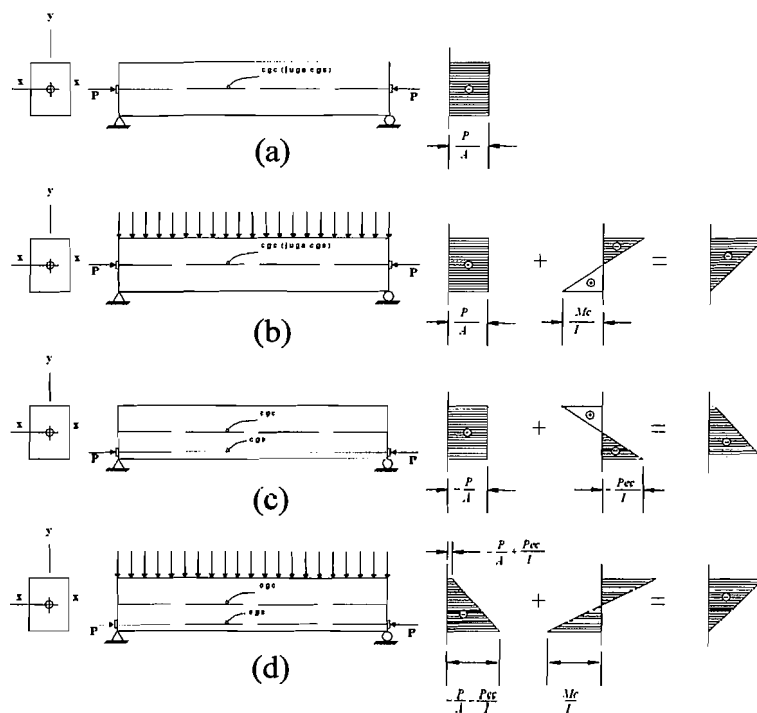 y
x x
P cgc (juga cgs) P
P
A
(a)
y
x x
P cgc (juga cgs) P
+ =
P
A
Mc
I
(b)
y
x x
cgc
cgs
P P
+ =
- P
A
- Pec
I
(c)
- P + Pec
A I
y
x x
cgc
cgs
P P
+ =
- P - Pec
A I
Mc
I
(d)